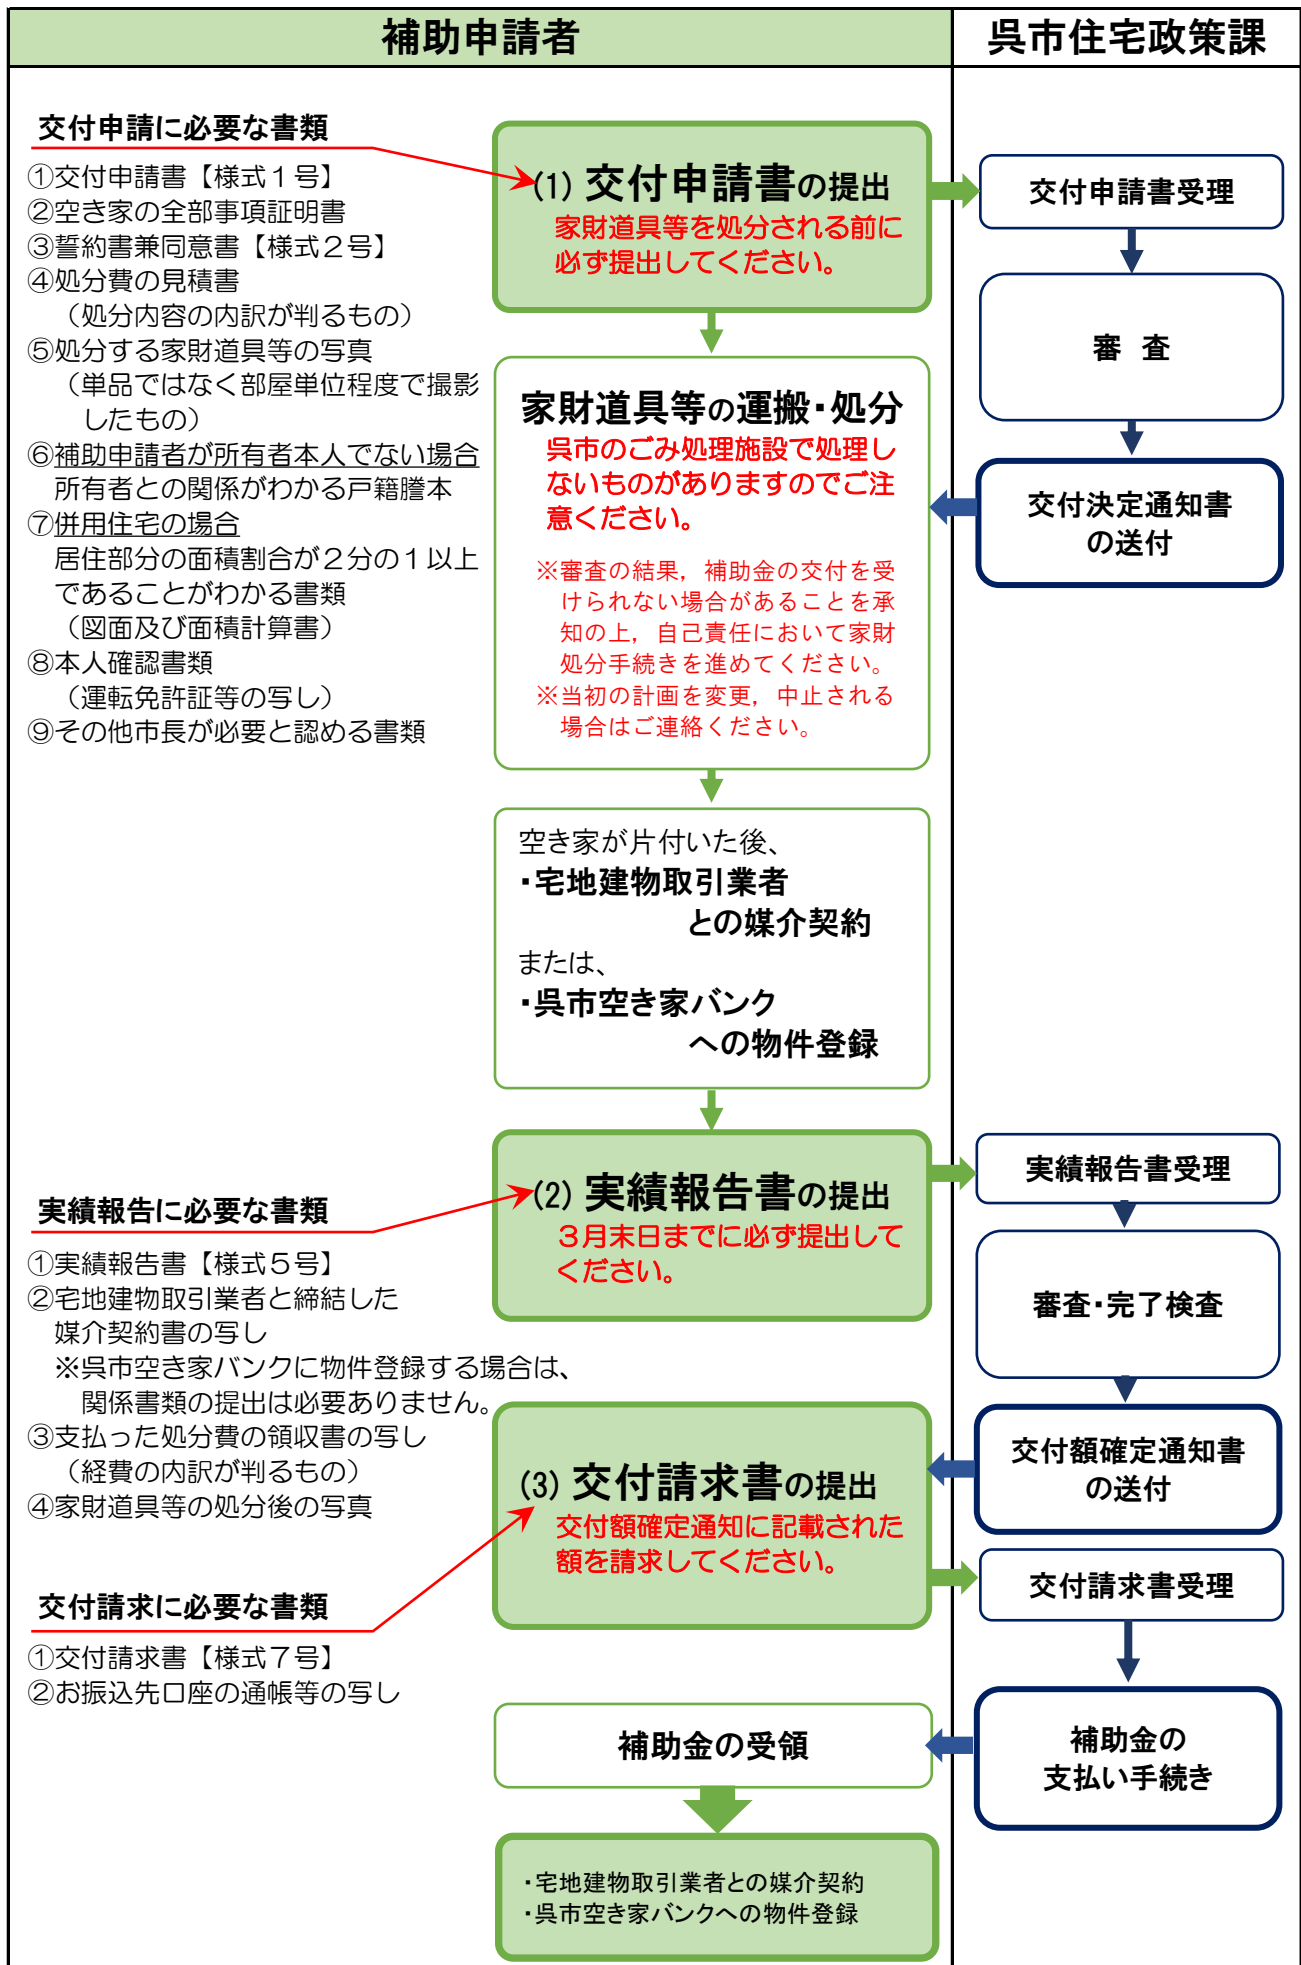 補助申請者
呉市住宅政策課
交付申請に必要な書類
①交付申請書【様式１号】
②空き家の全部事項証明書
③誓約書兼同意書【様式２号】
④処分費の見積書
（処分内容の内訳が判るもの）
⑤処分する家財道具等の写真
（単品ではなく部屋単位程度で撮影
したもの）
⑥補助申請者が所有者本人でない場合
所有者との関係がわかる戸籍謄本
⑦併用住宅の場合
居住部分の面積割合が２分の１以上
であることがわかる書類
（図面及び面積計算書）
⑧本人確認書類
（運転免許証等の写し）
⑨その他市長が必要と認める書類
(1) 交付申請書の提出
家財道具等を処分される前に
必ず提出してください。
交付申請書受理
審　査
家財道具等の運搬・処分
呉市のごみ処理施設で処理し
ないものがありますのでご注
意ください。
※審査の結果，補助金の交付を受
けられない場合があることを承
知の上，自己責任において家財
処分手続きを進めてください。
※当初の計画を変更，中止される
場合はご連絡ください。
交付決定通知書
の送付
空き家が片付いた後、
・宅地建物取引業者
との媒介契約
または、
・呉市空き家バンク
への物件登録
実績報告に必要な書類
①実績報告書【様式５号】
②宅地建物取引業者と締結した
媒介契約書の写し
※呉市空き家バンクに物件登録する場合は、
関係書類の提出は必要ありません。
③支払った処分費の領収書の写し
（経費の内訳が判るもの）
④家財道具等の処分後の写真
(2) 実績報告書の提出
３月末日までに必ず提出して
ください。
実績報告書受理
審査・完了検査
交付額確定通知書
の送付
(3) 交付請求書の提出
交付額確定通知に記載された
額を請求してください。
交付請求書受理
交付請求に必要な書類
①交付請求書【様式７号】
②お振込先口座の通帳等の写し
補助金の受領
補助金の
支払い手続き
・宅地建物取引業者との媒介契約
・呉市空き家バンクへの物件登録